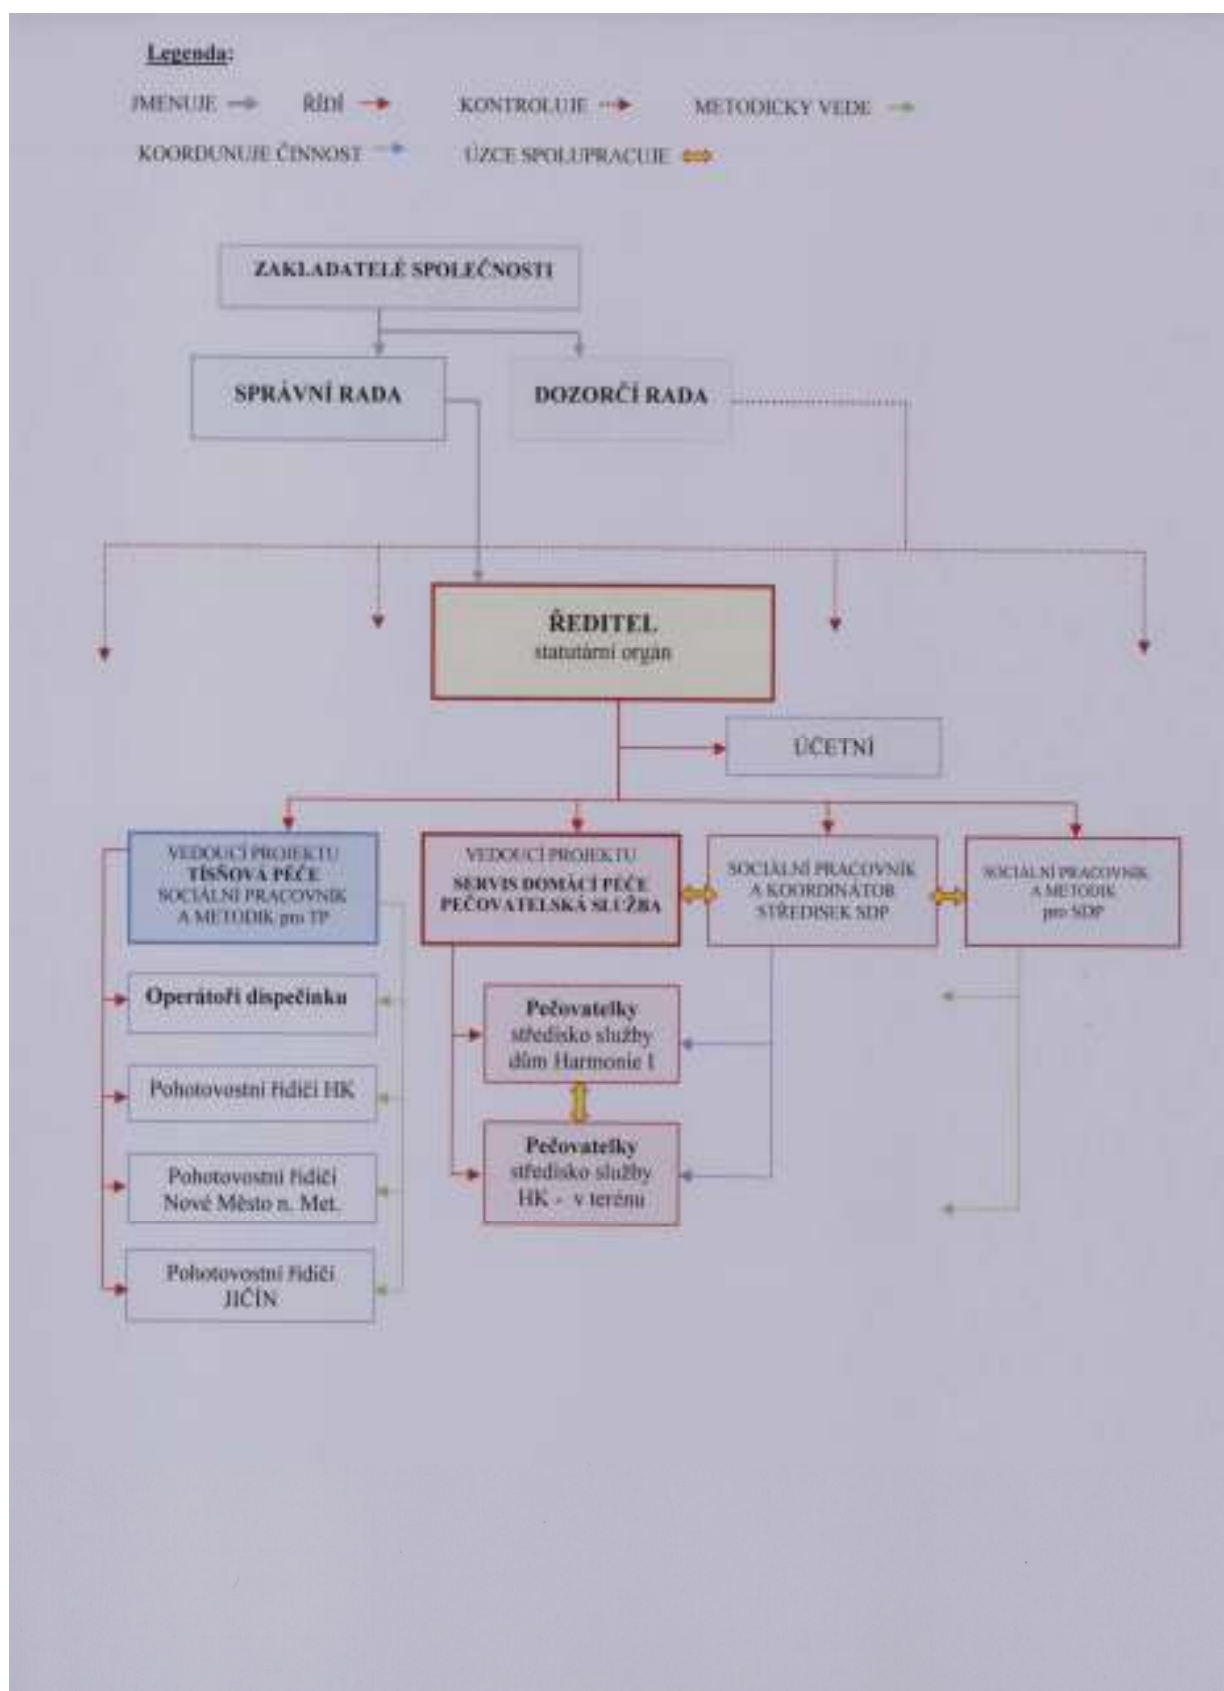 Legenda:
JMENUJE ŘÍDÍ KONTROLUJE METODICKY VEDE
KOORDUNUJE ČINNOST ÚZCE SPOLUPRACUJE
ZAKLADATELÉ SPOLEČNOSTI
SPRÁVNÍ RADA
DOZORČÍ RADA
ŘEDITEL
statutární orgán
ÚČETNÍ
VEDOUCÍ PROJEKTU
TÍSŇOVÁ PÉČE
SOCIÁLNÍ PRACOVNÍK
A METODIK pro TP
VEDOUCÍ PROJEKTU
SERVIS DOMÁCÍ PÉČE
PEČOVATELSKÁ SLUŽBA
SOCIÁLNÍ PRACOVNÍK
A KOORDINÁTOR
STŘEDISEK SDP
SOCIÁLNÍ PRACOVNÍK
A METODIK
pro SDP
Operátoři dispečinku
Pohotovostní řidiči HK
Pohotovostní řidiči
Nové Město n. Met.
Pohotovostní řidiči
JIČÍN
Pečovatelky
středisko služby
dům Harmonie I
Pečovatelky
středisko služby
HK - v terénu